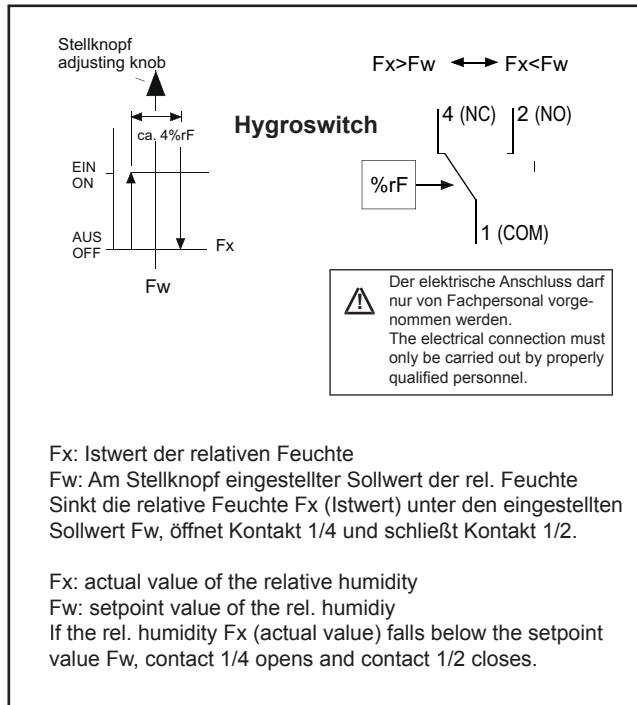 Stellknopf
adjusting knob
ca. 4%rF
EIN
ON
AUS
OFF
Fx
Fw
Hygroswitch
Fx>Fw ⟷ Fx<Fw
4 (NC) 2 (NO)
%rF
1 (COM)
Der elektrische Anschluss darf
nur von Fachpersonal vorge-
nommen werden.
The electrical connection must
only be carried out by properly
qualified personnel.
Fx: Istwert der relativen Feuchte
Fw: Am Stellknopf eingestellter Sollwert der rel. Feuchte
Sinkt die relative Feuchte Fx (Istwert) unter den eingestellten
Sollwert Fw, öffnet Kontakt 1/4 und schließt Kontakt 1/2.
Fx: actual value of the relative humidity
Fw: setpoint value of the rel. humidiy
If the rel. humidity Fx (actual value) falls below the setpoint
value Fw, contact 1/4 opens and contact 1/2 closes.